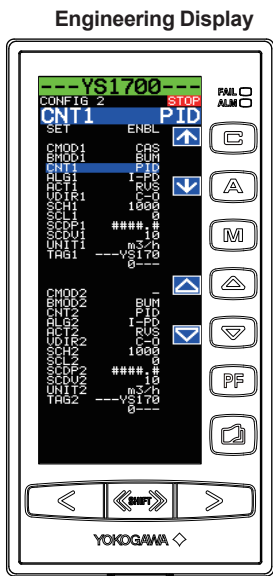 Engineering Display
---YS1700---
CONFIG 2 STOP
CNT1 PID
SET ENBL
CMOD1 CAS
BMOD1 BUM
CNT1 PID
ALG1 I-PD
ACT1 RVS
VDIR1 C-O
SCH1 1000
SCL1 0
SCDP1 ####.#
SCDV1 10
UNIT1 m3/h
TAG1 ---YS170
0---
CMOD2 -
BMOD2 BUM
CNT2 PID
ALG2 I-PD
ACT2 RVS
VDIR2 C-O
SCH2 1000
SCL2 0
SCDP2 ####.#
SCDV2 10
UNIT2 m3/h
TAG2 ---YS170
0---
FAIL
ALM
C
A
M
PF
SHIFT
YOKOGAWA